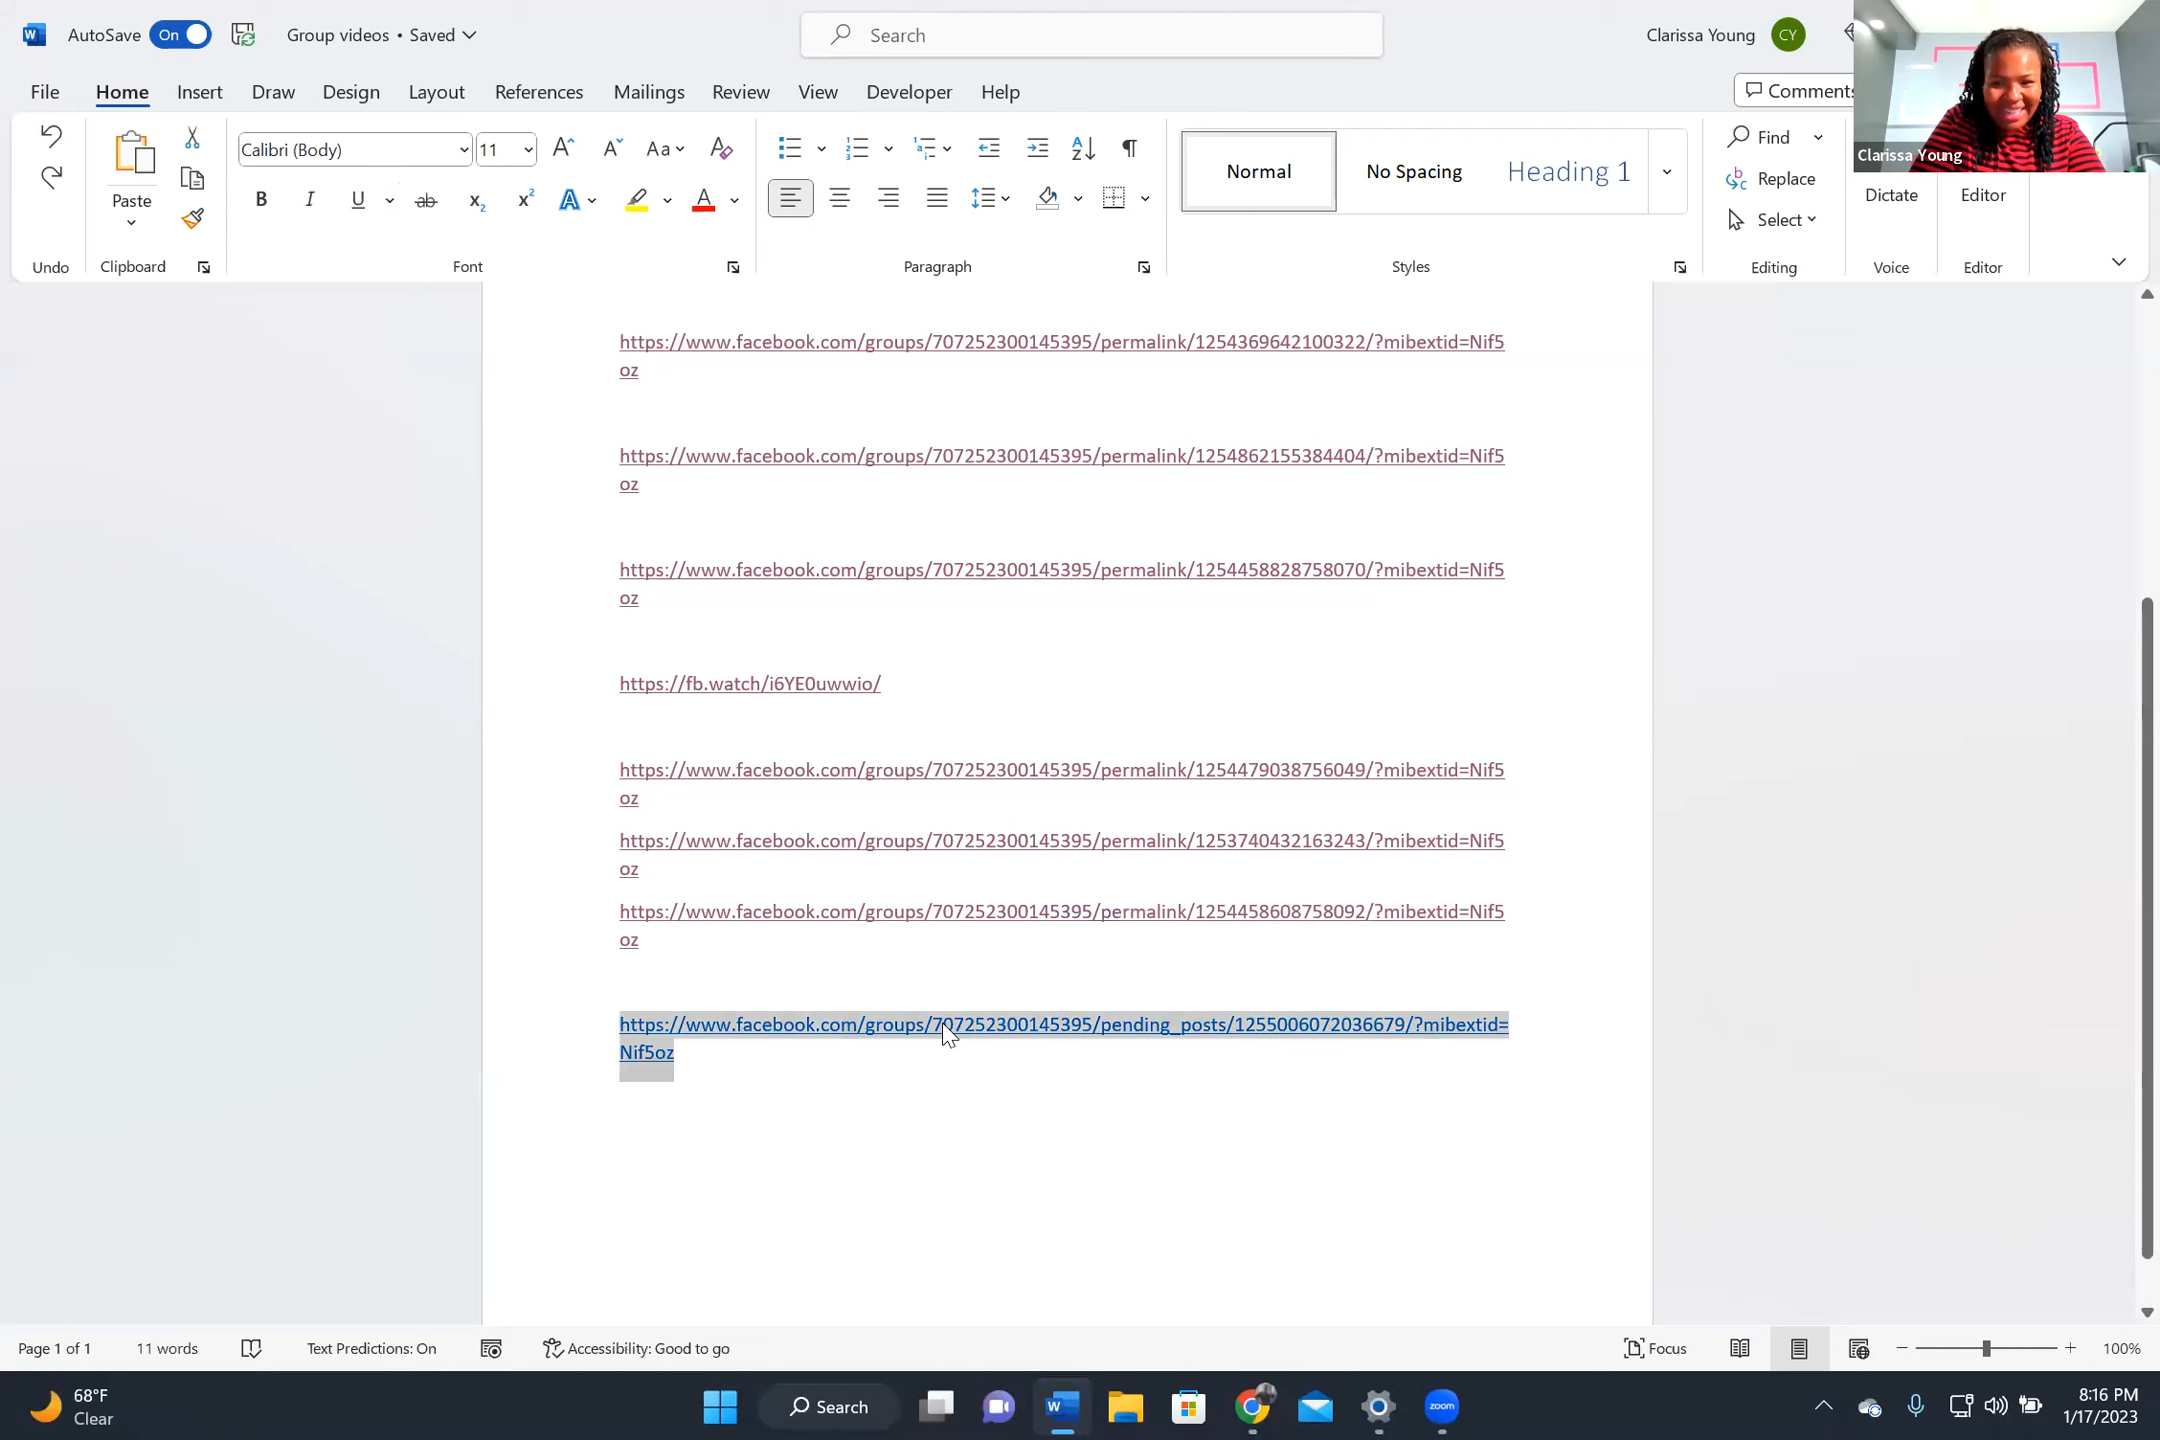 AutoSave On Group videos • Saved Search Clarissa Young CY
File Home Insert Draw Design Layout References Mailings Review View Developer Help Comments
Clarissa Young
Calibri (Body) 11 Aa
Find
Paste
Normal No Spacing Heading 1
Replace
Dictate Editor
Select
Undo Clipboard Font Paragraph Styles Editing Voice Editor
https://www.facebook.com/groups/707252300145395/permalink/1254369642100322/?mibextid=Nif5
oz
https://www.facebook.com/groups/707252300145395/permalink/1254862155384404/?mibextid=Nif5
oz
https://www.facebook.com/groups/707252300145395/permalink/1254458828758070/?mibextid=Nif5
oz
https://fb.watch/i6YE0uwwio/
https://www.facebook.com/groups/707252300145395/permalink/1254479038756049/?mibextid=Nif5
oz
https://www.facebook.com/groups/707252300145395/permalink/1253740432163243/?mibextid=Nif5
oz
https://www.facebook.com/groups/707252300145395/permalink/1254458608758092/?mibextid=Nif5
oz
https://www.facebook.com/groups/707252300145395/pending_posts/1255006072036679/?mibextid=
Nif5oz
Page 1 of 1 11 words Text Predictions: On Accessibility: Good to go Focus 100%
68°F
Clear
Search
zoom
8:16 PM
1/17/2023